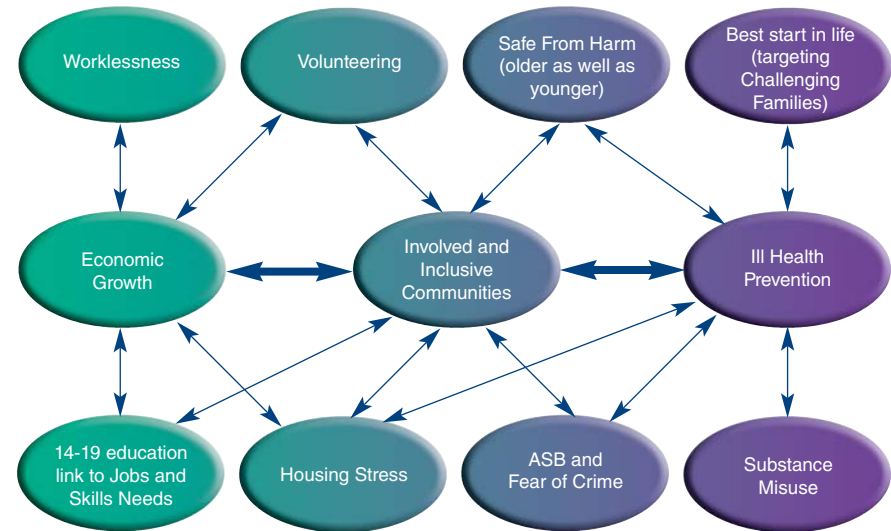 Worklessness
Volunteering
Safe From Harm
(older as well as
younger)
Best start in life
(targeting
Challenging
Families)
Economic
Growth
Involved and
Inclusive
Communities
Ill Health
Prevention
14-19 education
link to Jobs and
Skills Needs
Housing Stress
ASB and
Fear of Crime
Substance
Misuse